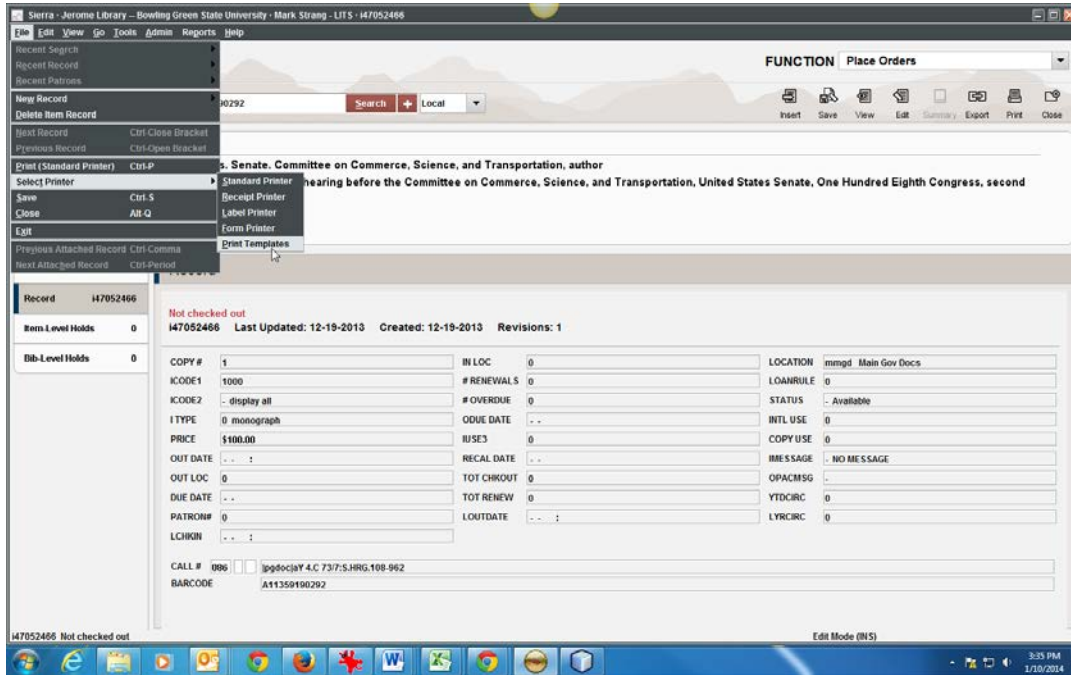 Sierra · Jerome Library -- Bowling Green State University · Mark Strang - LITS · i47052466
File Edit View Go Tools Admin Reports Help
Recent Search
Recent Record
Recent Patrons
New Record
Delete Item Record
Next Record Ctrl-Close Bracket
Previous Record Ctrl-Open Bracket
Print (Standard Printer) Ctrl-P
Select Printer
Save Ctrl-S
Close Alt-Q
Exit
Previous Attached Record Ctrl-Comma
Next Attached Record Ctrl-Period
Standard Printer
Receipt Printer
Label Printer
Form Printer
Print Templates
FUNCTION Place Orders
90292 Search + Local
Insert Save View Edit Summary Export Print Close
s. Senate. Committee on Commerce, Science, and Transportation, author
hearing before the Committee on Commerce, Science, and Transportation, United States Senate, One Hundred Eighth Congress, second
Record i47052466
Item-Level Holds 0
Bib-Level Holds 0
Not checked out
i47052466 Last Updated: 12-19-2013 Created: 12-19-2013 Revisions: 1
COPY # 1 IN LOC 0 LOCATION mmgd Main Gov Docs
ICODE1 1000 # RENEWALS 0 LOANRULE 0
ICODE2 - display all # OVERDUE 0 STATUS - Available
I TYPE 0 monograph ODUE DATE - - INTL USE 0
PRICE $100.00 IUSE3 0 COPY USE 0
OUT DATE - - : RECAL DATE - - IMESSAGE - NO MESSAGE
OUT LOC 0 TOT CHKOUT 0 OPACMSG -
DUE DATE - - TOT RENEW 0 YTDCIRC 0
PATRON# 0 LOUTDATE - - : LYRCIRC 0
LCHKIN - - :
CALL # 086 |pgdoc|aY 4.C 73/7:S.HRG.108-962
BARCODE A11359190292
i47052466 Not checked out Edit Mode (INS)
3:35 PM
1/10/2014